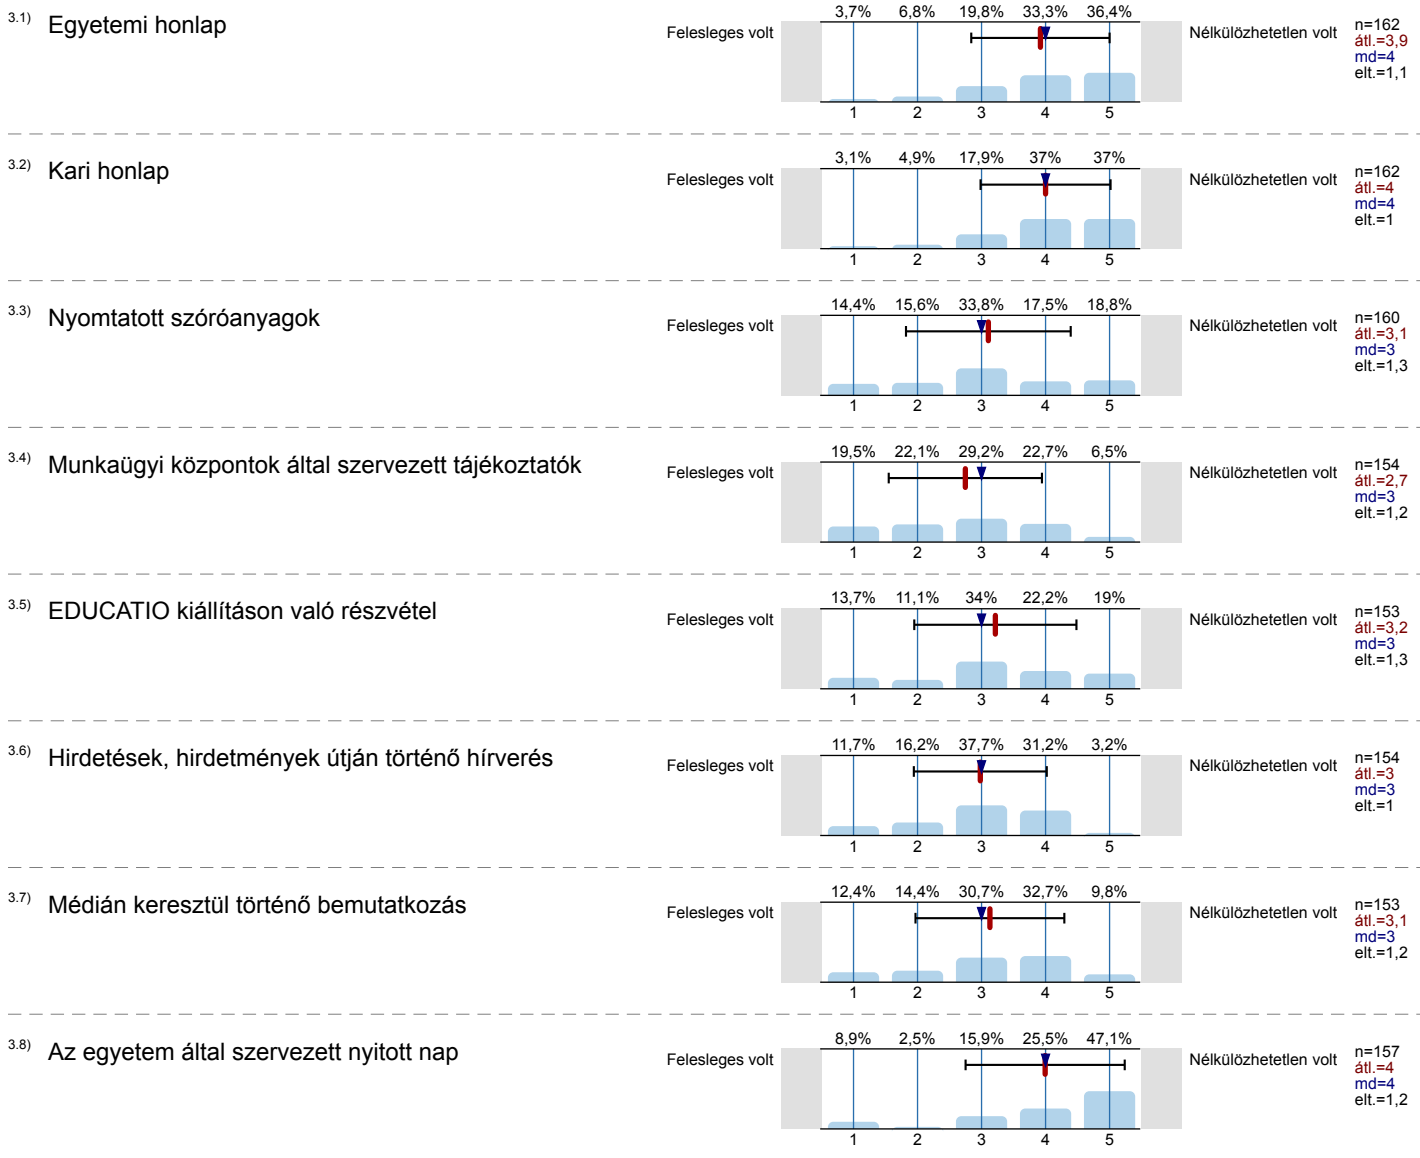 3.1) Egyetemi honlap
3,7% 6,8% 19,8% 33,3% 36,4%
Felesleges volt
Nélkülözhetetlen volt
n=162
átl.=3,9
md=4
elt.=1,1
1 2 3 4 5
3.2) Kari honlap
3,1% 4,9% 17,9% 37% 37%
Felesleges volt
Nélkülözhetetlen volt
n=162
átl.=4
md=4
elt.=1
1 2 3 4 5
3.3) Nyomtatott szóróanyagok
14,4% 15,6% 33,8% 17,5% 18,8%
Felesleges volt
Nélkülözhetetlen volt
n=160
átl.=3,1
md=3
elt.=1,3
1 2 3 4 5
3.4) Munkaügyi központok által szervezett tájékoztatók
19,5% 22,1% 29,2% 22,7% 6,5%
Felesleges volt
Nélkülözhetetlen volt
n=154
átl.=2,7
md=3
elt.=1,2
1 2 3 4 5
3.5) EDUCATIO kiállításon való részvétel
13,7% 11,1% 34% 22,2% 19%
Felesleges volt
Nélkülözhetetlen volt
n=153
átl.=3,2
md=3
elt.=1,3
1 2 3 4 5
3.6) Hirdetések, hirdetmények útján történő hírverés
11,7% 16,2% 37,7% 31,2% 3,2%
Felesleges volt
Nélkülözhetetlen volt
n=154
átl.=3
md=3
elt.=1
1 2 3 4 5
3.7) Médián keresztül történő bemutatkozás
12,4% 14,4% 30,7% 32,7% 9,8%
Felesleges volt
Nélkülözhetetlen volt
n=153
átl.=3,1
md=3
elt.=1,2
1 2 3 4 5
3.8) Az egyetem által szervezett nyitott nap
8,9% 2,5% 15,9% 25,5% 47,1%
Felesleges volt
Nélkülözhetetlen volt
n=157
átl.=4
md=4
elt.=1,2
1 2 3 4 5